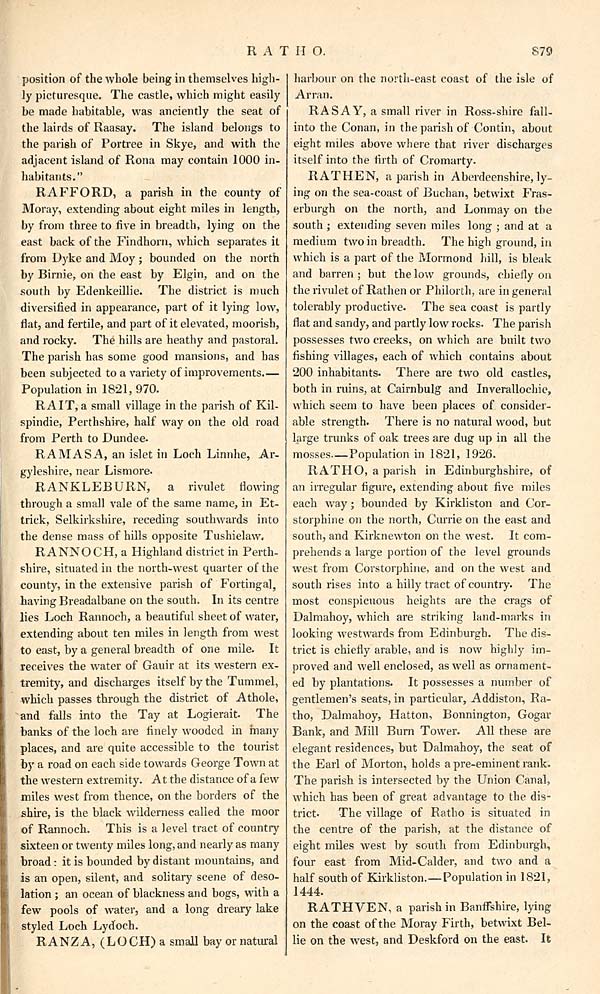 RATHO.
879
position of the whole being in themselves high-
ly picturesque. The castle, which might easily
be made habitable, was anciently the seat of
the lairds of Raasay. The island belongs to
the parish of Portree in Skye, and with the
adjacent island of Rona may contain 1000 in-
habitants."
RAFFORD, a parish in the county of
Moray, extending about eight miles in length,
by from three to five in breadth, lying on the
east back of the Findhorn, which separates it
from Dyke and Moy; bounded on the north
by Birnie, on the east by Elgin, and on the
south by Edenkeillie. The district is much
diversified in appearance, part of it lying low,
flat, and fertile, and part of it elevated, moorish,
and rocky. The hills are heathy and pastoral.
The parish has some good mansions, and has
been subjected to a variety of improvements.—
Population in 1821, 970.
RAIT, a small village in the parish of Kil-
spindie, Perthshire, half way on the old road
from Perth to Dundee.
RAMASA, an islet in Loch Linnhe, Ar-
gyleshire, near Lismore.
RANKLEBURN, a rivulet flowing
through a small vale of the same name, in Et-
trick, Selkirkshire, receding southwards into
the dense mass of hills opposite Tushielaw.
RANNOCH, a Highland district in Perth-
shire, situated in the north-west quarter of the
county, in the extensive parish of Fortingal,
having Breadalbane on the south. In its centre
lies Loch Rannoch, a beautiful sheet of water,
extending about ten miles in length from west
to east, by a general breadth of one mile. It
receives the water of Gauir at its western ex-
tremity, and discharges itself by the Tummel,
which passes through the district of Athole,
and falls into the Tay at Logierait. The
banks of the loch are finely wooded in many
places, and are quite accessible to the tourist
by a road on each side towards George Town at
the western extremity. At the distance of a few
miles west from thence, on the borders of the
shire, is the black wilderness called the moor
of Rannoch. This is a level tract of country
sixteen or twenty miles long, and nearly as many
broad: it is bounded by distant mountains, and
is an open, silent, and solitary scene of deso-
lation; an ocean of blackness and bogs, with a
few pools of water, and a long dreary lake
styled Loch Lydoch.
RANZA, (LOCH) a small bay or natural
harbour on the north-east coast of the isle of
Arran.
RASAY, a small river in Ross-shire fall-
into the Conan, in the parish of Contin, about
eight miles above where that river discharges
itself into the firth of Cromarty.
RATHEN, a parish in Aberdeenshire, ly-
ing on the sea-coast of Buchan, betwixt Fras-
erburgh on the north, and Lonmay on the
south; extending seven miles long; and at a
medium two in breadth. The high ground, in
which is a part of the Mormond hill, is bleak
and barren; but the low grounds, chiefly on
the rivulet of Rathen or Philorth, are in general
tolerably productive. The sea coast is partly
flat and sandy, and partly low rocks. The parish
possesses two creeks, on which are built two
fishing villages, each of which contains about
200 inhabitants. There are two old castles,
both in ruins, at Cairnbulg and Inverallochie,
which seem to have been places of consider-
able strength. There is no natural wood, but
large trunks of oak trees are dug up in all the
mosses.—Population in 1821, 1926.
RATHO, a parish in Edinburghshire, of
an irregular figure, extending about five miles
each way; bounded by Kirkliston and Cor-
storphine on the north, Currie on the east and
south, and Kirknewton on the west. It com-
prehends a large portion of the level grounds
west from Corstorphine, and on the west and
south rises into a hilly tract of country. The
most conspicuous heights are the crags of
Dalmahoy, which are striking land-marks in
looking westwards from Edinburgh. The dis-
trict is chiefly arable, and is now highly im-
proved and well enclosed, as well as ornament-
ed by plantations. It possesses a number of
gentlemen's seats, in particular, Addiston, Ra-
tho, Dalmahoy, Hatton, Bonnington, Gogar
Bank, and Mill Burn Tower. All these are
elegant residences, but Dalmahoy, the seat of
the Earl of Morton, holds a pre-eminent rank.
The parish is intersected by the Union Canal,
which has been of great advantage to the dis-
trict. The village of Ratho is situated in
the centre of the parish, at the distance of
eight miles west by south from Edinburgh,
four east from Mid-Calder, and two and a
half south of Kirkliston.—Population in 1821,
1444.
RATHVEN, a parish in Banffshire, lying
on the coast of the Moray Firth, betwixt Bel-
lie on the west, and Deskford on the east. It